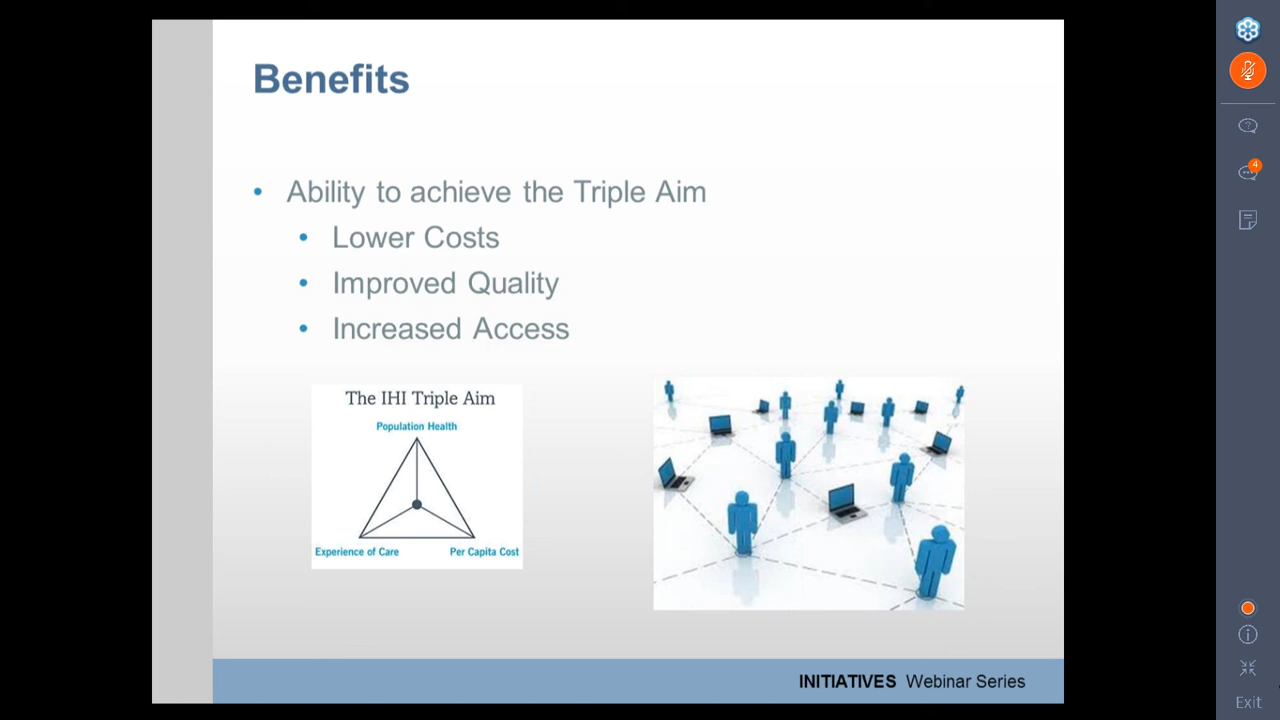 Benefits
• Ability to achieve the Triple Aim
• Lower Costs
• Improved Quality
• Increased Access
The IHI Triple Aim
Population Health
Experience of Care
Per Capita Cost
INITIATIVES Webinar Series
4
?
i
Exit